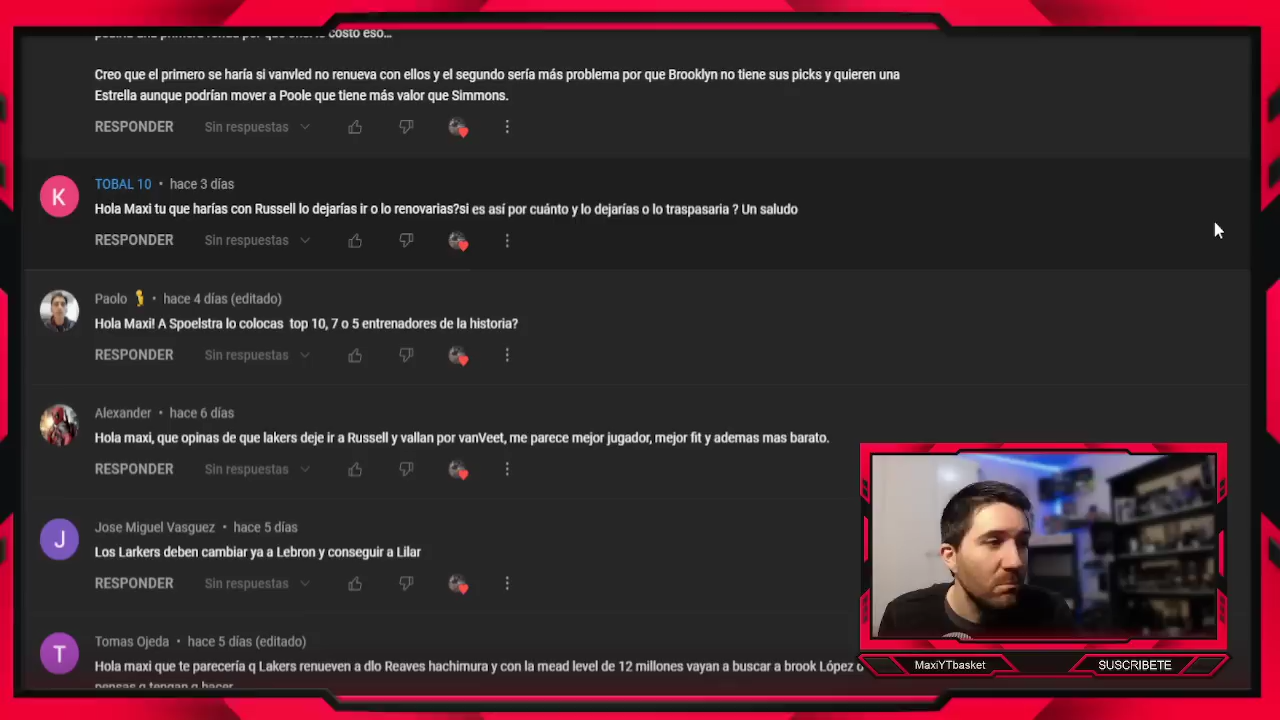 costo eso...
Creo que el primero se haría si vanvled no renueva con ellos y el segundo sería más problema por que Brooklyn no tiene sus picks y quieren una
Estrella aunque podrían mover a Poole que tiene más valor que Simmons.
RESPONDER Sin respuestas
K
TOBAL 10 • hace 3 días
Hola Maxi tu que harías con Russell lo dejarías ir o lo renovarias?si es así por cuánto y lo dejarías o lo traspasaria ? Un saludo
RESPONDER Sin respuestas
Paolo • hace 4 días (editado)
Hola Maxi! A Spoelstra lo colocas top 10, 7 o 5 entrenadores de la historia?
RESPONDER Sin respuestas
Alexander • hace 6 días
Hola maxi, que opinas de que lakers deje ir a Russell y vallan por vanVeet, me parece mejor jugador, mejor fit y ademas mas barato.
RESPONDER Sin respuestas
J
Jose Miguel Vasguez • hace 5 días
Los Larkers deben cambiar ya a Lebron y conseguir a Lilar
RESPONDER Sin respuestas
T
Tomas Ojeda • hace 5 días (editado)
Hola maxi que te parecería q Lakers renueven a dlo Reaves hachimura y con la mead level de 12 millones vayan a buscar a brook López
pensas q tengan q hacer
MaxiYTbasket
SUSCRIBETE